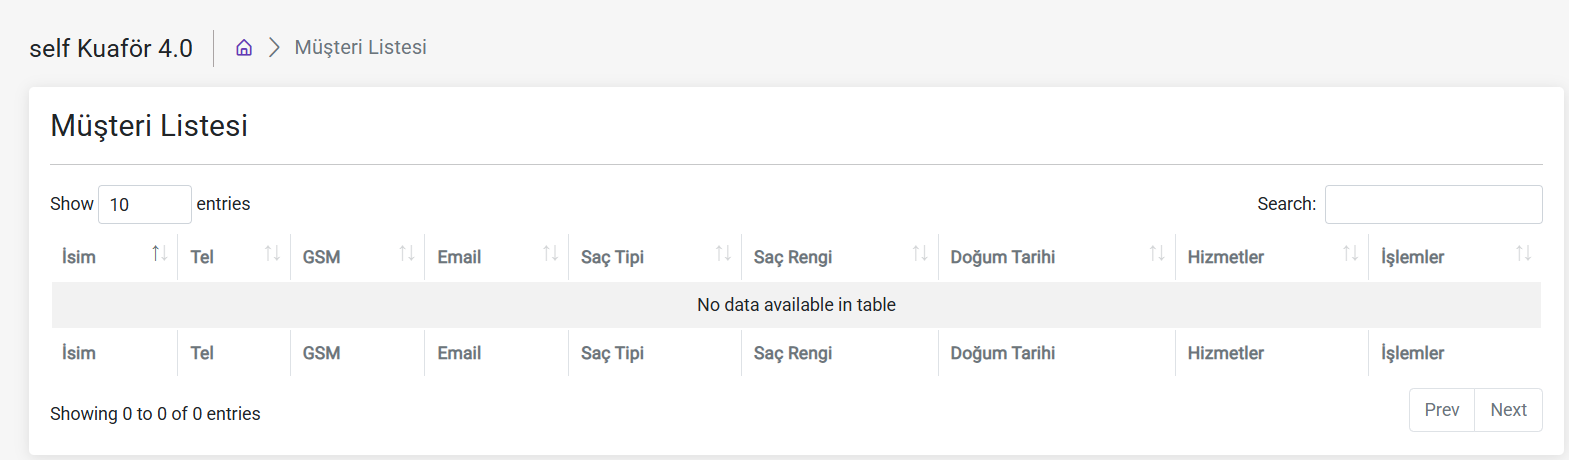 self Kuaför 4.0 Müşteri Listesi
Müşteri Listesi
Show 10 entries Search:
İsim Tel GSM Email Saç Tipi Saç Rengi Doğum Tarihi Hizmetler İşlemler
No data available in table
İsim Tel GSM Email Saç Tipi Saç Rengi Doğum Tarihi Hizmetler İşlemler
Showing 0 to 0 of 0 entries Prev Next